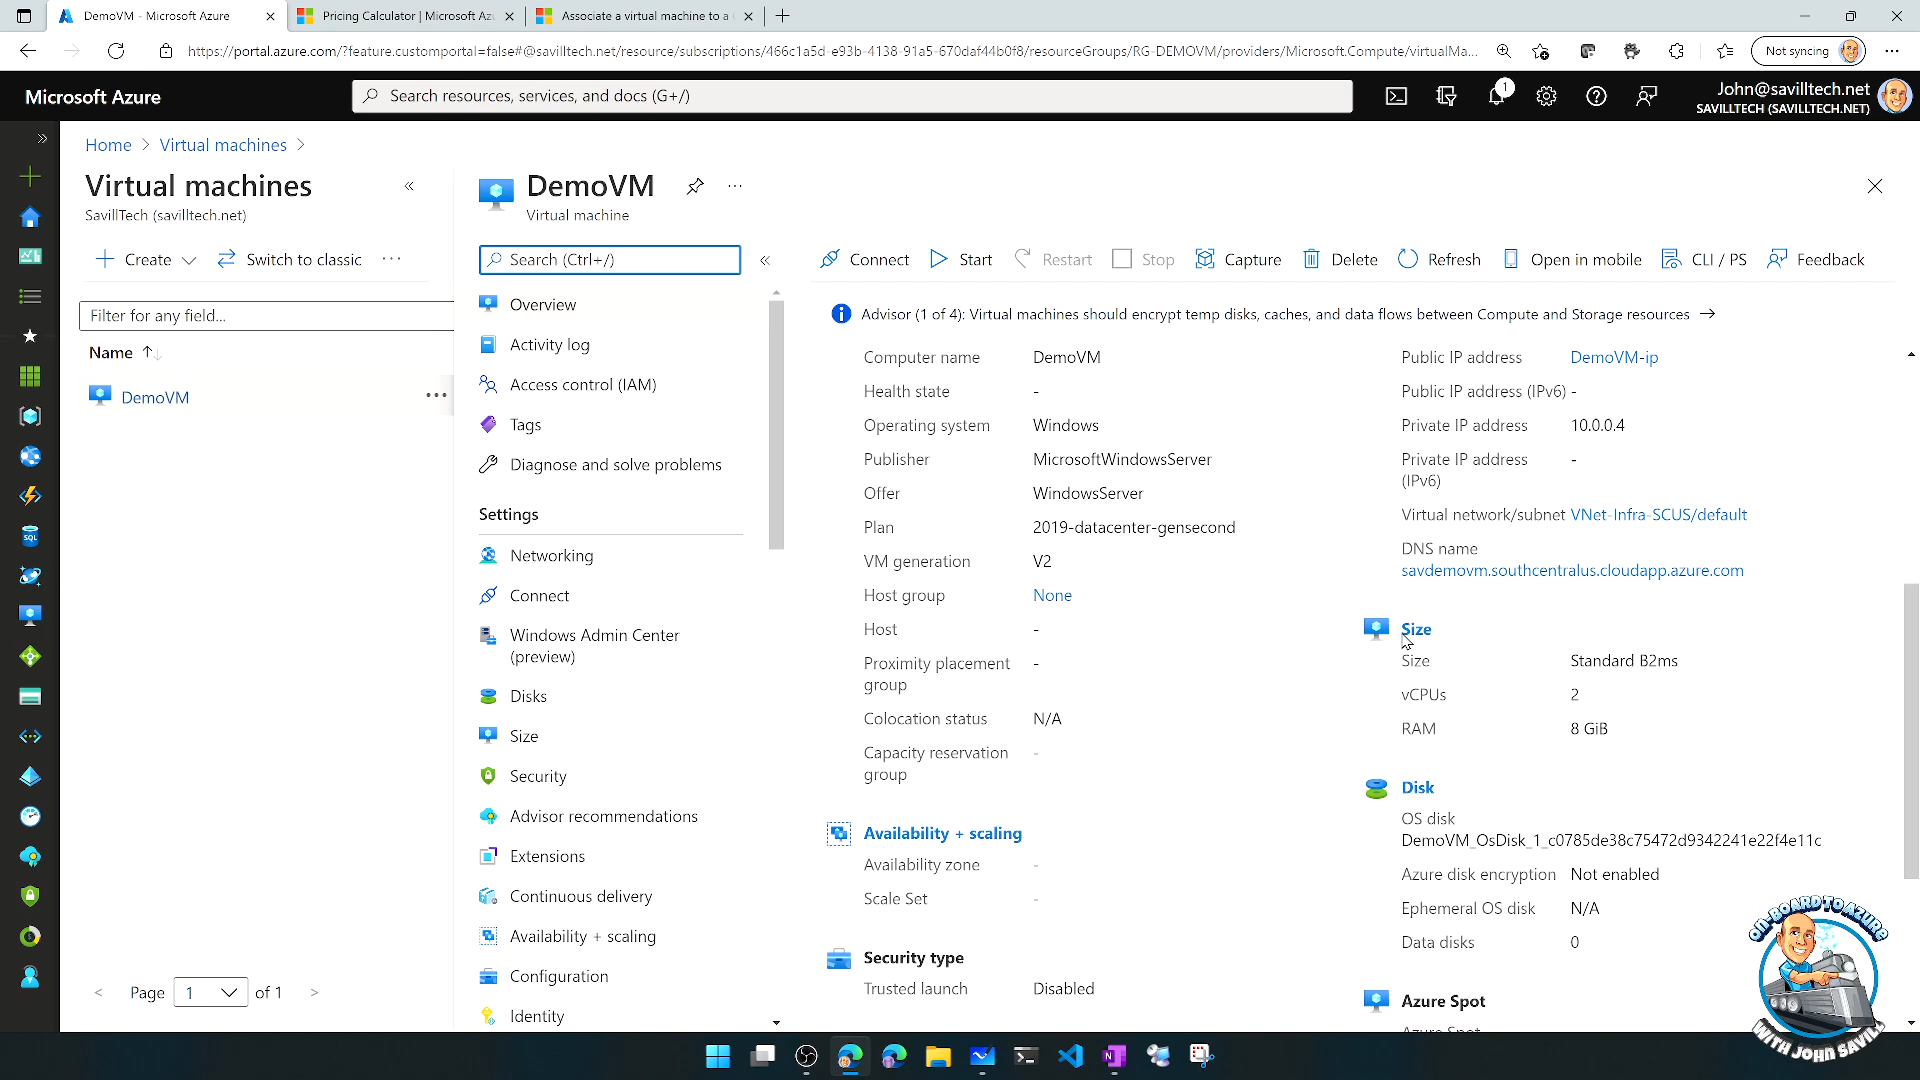 DemoVM - Microsoft Azure
Pricing Calculator | Microsoft Az
Associate a virtual machine to a
https://portal.azure.com/?feature.customportal=false#@savilltech.net/resource/subscriptions/466c1a5d-e93b-4138-91a5-670daf44b0f8/resourceGroups/RG-DEMOVM/providers/Microsoft.Compute/virtualMa...
Not syncing
Microsoft Azure
Search resources, services, and docs (G+/)
1
John@savilltech.net
SAVILLTECH (SAVILLTECH.NET)
Home > Virtual machines >
Virtual machines
SavillTech (savilltech.net)
Create
Switch to classic
Filter for any field...
Name
DemoVM
Page 1 of 1
DemoVM
Virtual machine
Search (Ctrl+/)
Overview
Activity log
Access control (IAM)
Tags
Diagnose and solve problems
Settings
Networking
Connect
Windows Admin Center
(preview)
Disks
Size
Security
Advisor recommendations
Extensions
Continuous delivery
Availability + scaling
Configuration
Identity
Connect
Start
Restart
Stop
Capture
Delete
Refresh
Open in mobile
CLI / PS
Feedback
Advisor (1 of 4): Virtual machines should encrypt temp disks, caches, and data flows between Compute and Storage resources
Computer name DemoVM
Health state -
Operating system Windows
Publisher MicrosoftWindowsServer
Offer WindowsServer
Plan 2019-datacenter-gensecond
VM generation V2
Host group None
Host -
Proximity placement -
group
Colocation status N/A
Capacity reservation -
group
Availability + scaling
Availability zone -
Scale Set -
Security type
Trusted launch Disabled
Public IP address DemoVM-ip
Public IP address (IPv6) -
Private IP address 10.0.0.4
Private IP address -
(IPv6)
Virtual network/subnet VNet-Infra-SCUS/default
DNS name
savdemovm.southcentralus.cloudapp.azure.com
Size
Size Standard B2ms
vCPUs 2
RAM 8 GiB
Disk
OS disk
DemoVM_OsDisk_1_c0785de38c75472d9342241e22f4e11c
Azure disk encryption Not enabled
Ephemeral OS disk N/A
Data disks 0
Azure Spot
Azure Spot
ON-BOARD TO AZURE
WITH JOHN SAVILL
SQL